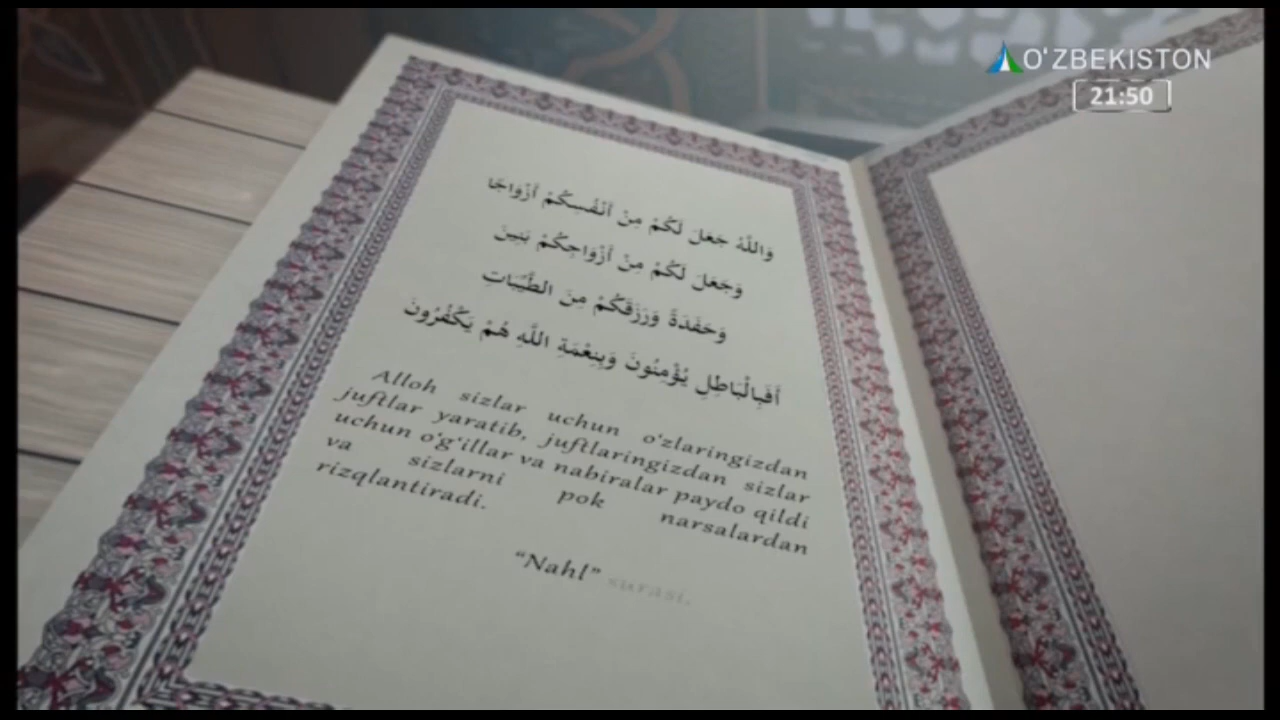 O'ZBEKISTON
21:50
وَاللَّهُ جَعَلَ لَكُمْ مِنْ أَنْفُسِكُمْ أَزْوَاجًا
وَجَعَلَ لَكُمْ مِنْ أَزْوَاجِكُمْ بَنِينَ
وَحَفَدَةً وَرَزَقَكُمْ مِنَ الطَّيِّبَاتِ
أَفَبِالْبَاطِلِ يُؤْمِنُونَ وَبِنِعْمَةِ اللَّهِ هُمْ يَكْفُرُونَ
Alloh sizlar uchun o'zlaringizdan
juftlar yaratib, juftlaringizdan sizlar
uchun o'g'illar va nabiralar paydo qildi
va sizlarni pok narsalardan
rizqlantiradi.
“Nahl” surasi.